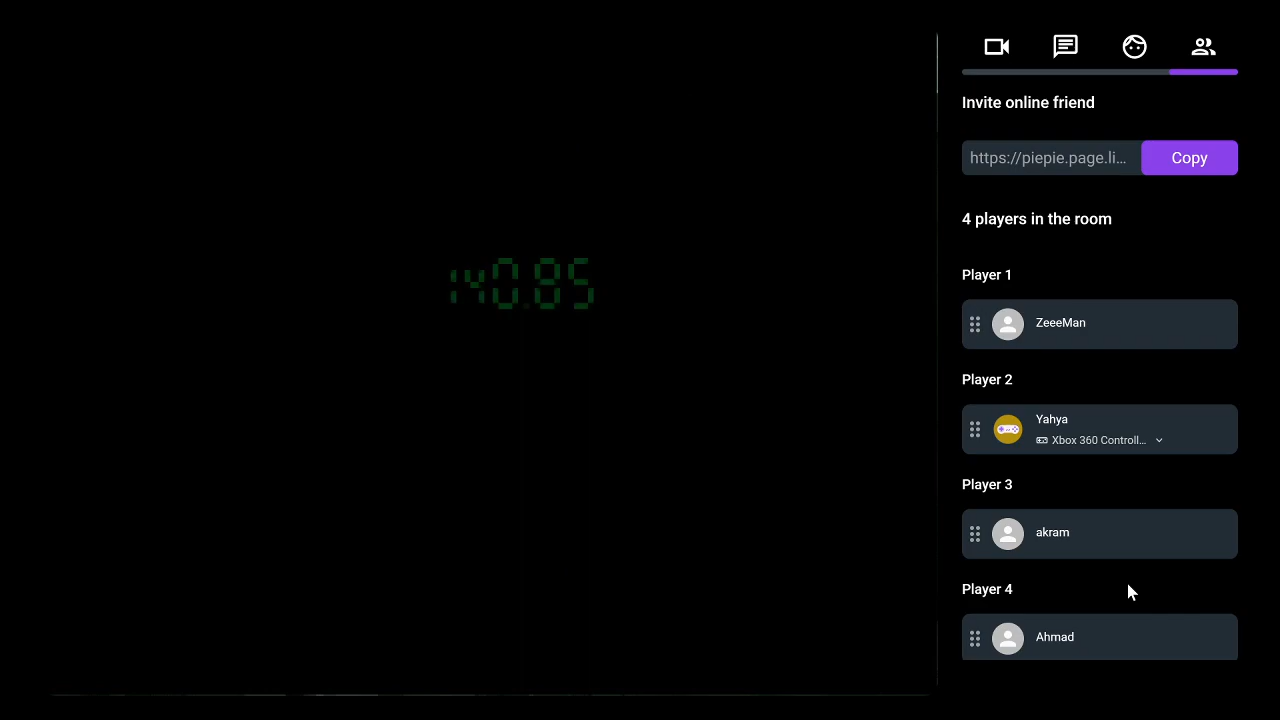 Invite online friend
https://piepie.page.li...
Copy
4 players in the room
Player 1
ZeeeMan
Player 2
Yahya
Xbox 360 Controll...
Player 3
akram
Player 4
Ahmad